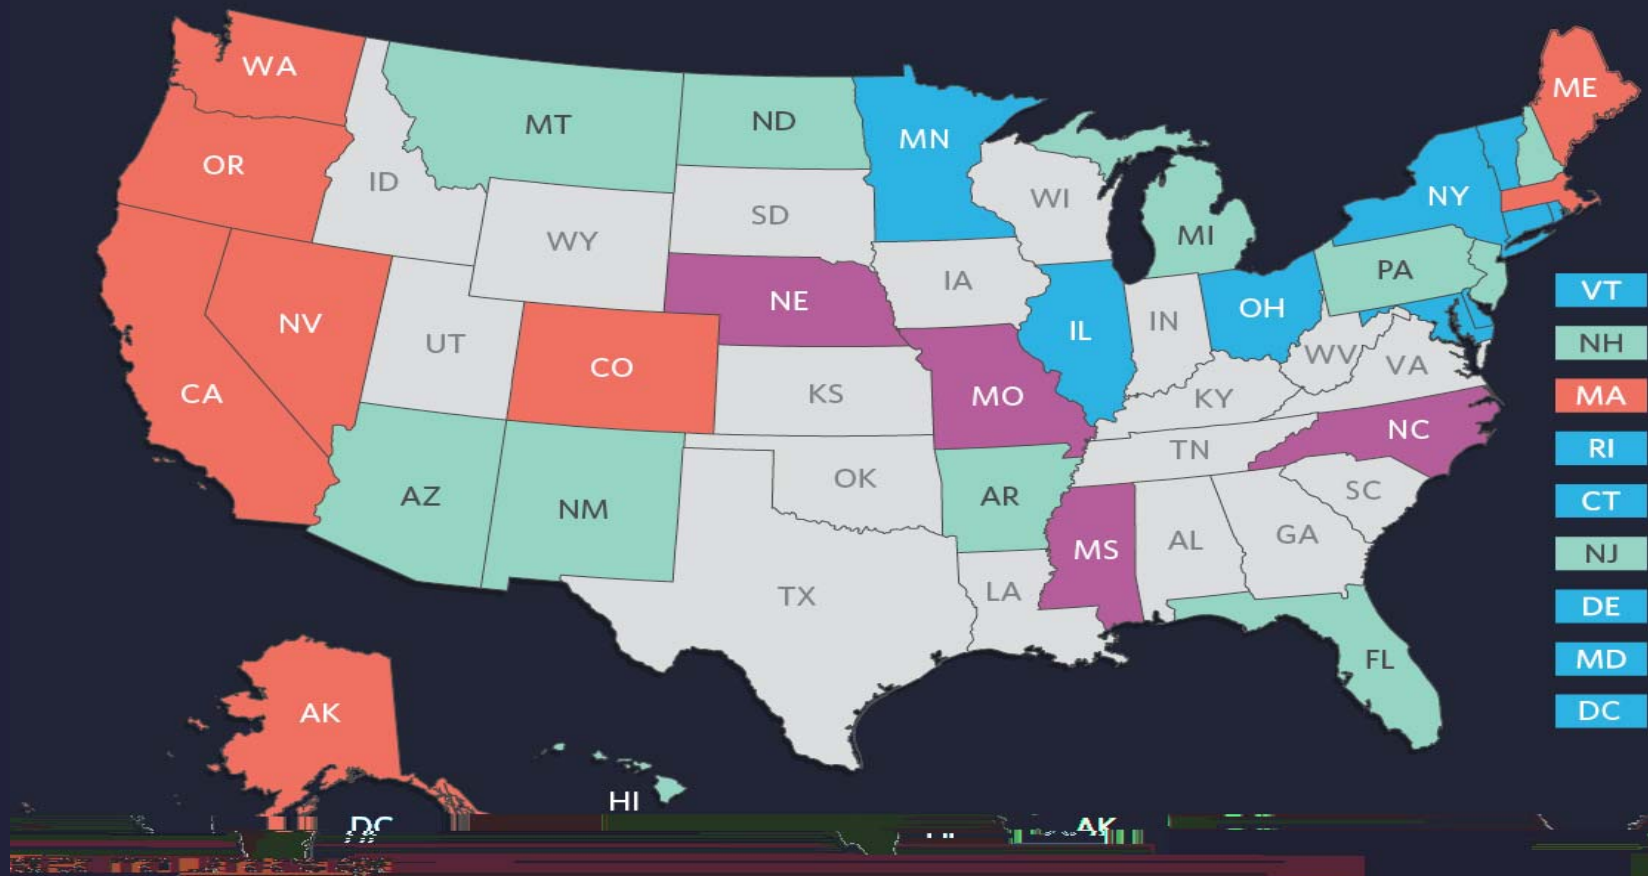 WA
ME
OR
MT
ND
MN
ID
SD
WI
NY
WY
MI
PA
NE
IA
VT
NV
UT
CO
IL
IN
OH
NH
WV
VA
CA
KS
MO
KY
MA
NC
TN
RI
AZ
NM
OK
AR
SC
CT
MS
AL
GA
NJ
TX
LA
DE
FL
MD
AK
DC
HI
DC
AK